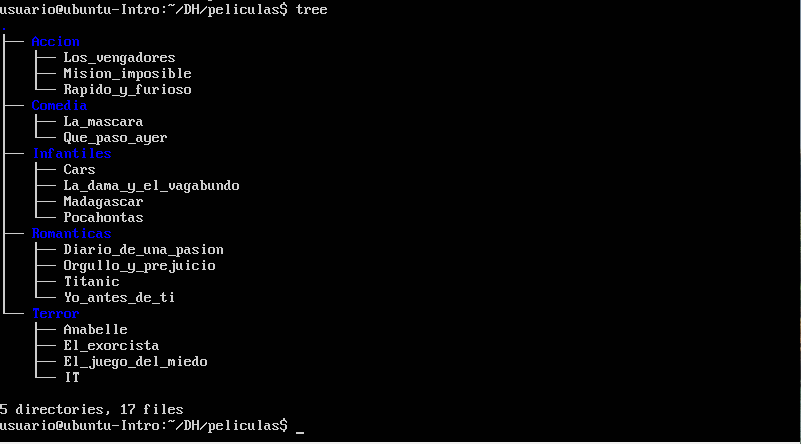 usuario@ubuntu-Intro:~/DH/peliculas$ tree
.
├── Accion
│   ├── Los_vengadores
│   ├── Mision_imposible
│   └── Rapido_y_furioso
├── Comedia
│   ├── La_mascara
│   └── Que_paso_ayer
├── Infantiles
│   ├── Cars
│   ├── La_dama_y_el_vagabundo
│   ├── Madagascar
│   └── Pocahontas
├── Romanticas
│   ├── Diario_de_una_pasion
│   ├── Orgullo_y_prejuicio
│   ├── Titanic
│   └── Yo_antes_de_ti
└── Terror
    ├── Anabelle
    ├── El_exorcista
    ├── El_juego_del_miedo
    └── IT
5 directories, 17 files
usuario@ubuntu-Intro:~/DH/peliculas$ _